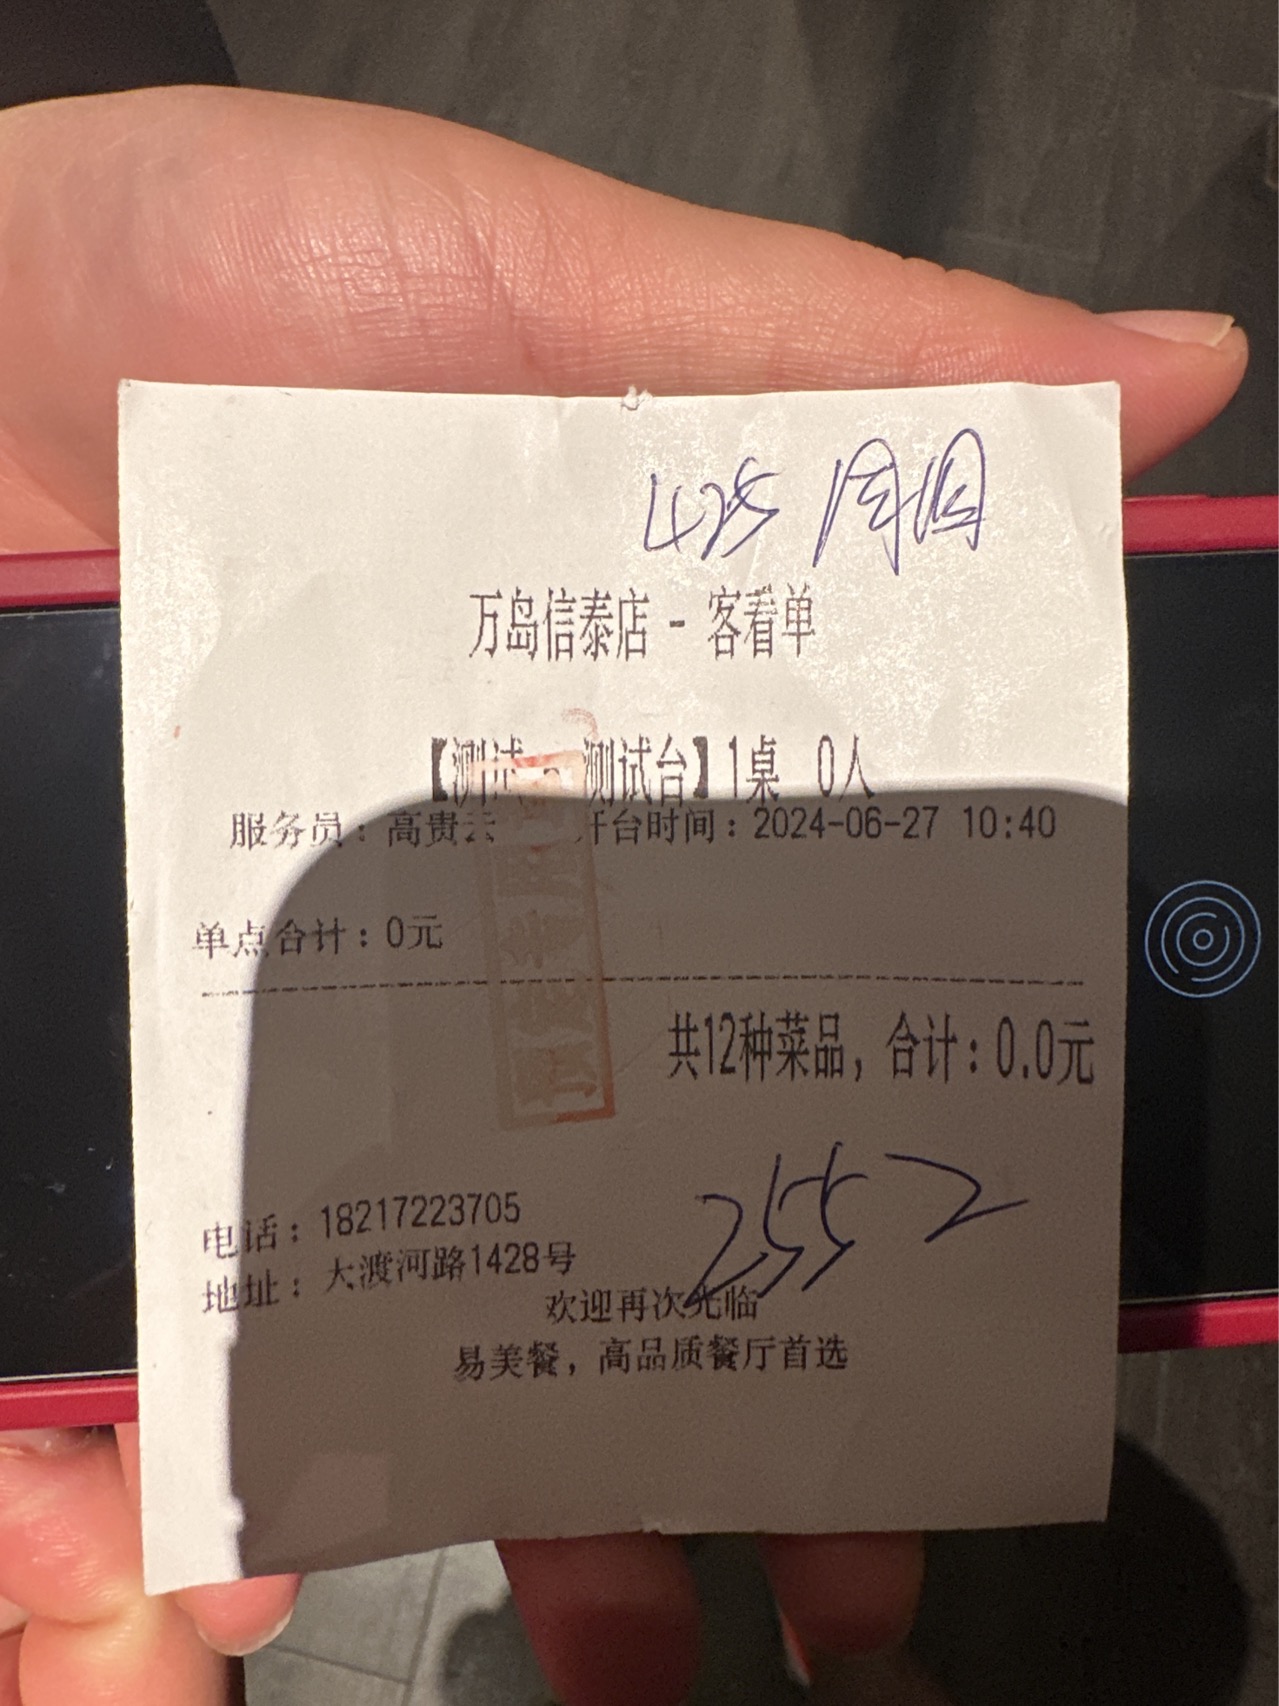 425 周周
万岛信泰店 - 客看单
【测试 - 测试台】1桌 0人
服务员：高贵云 开台时间：2024-06-27 10:40
单点合计：0元
共12种菜品，合计：0.0元
2552
电话：18217223705
地址：大渡河路1428号
欢迎再次光临
易美餐，高品质餐厅首选